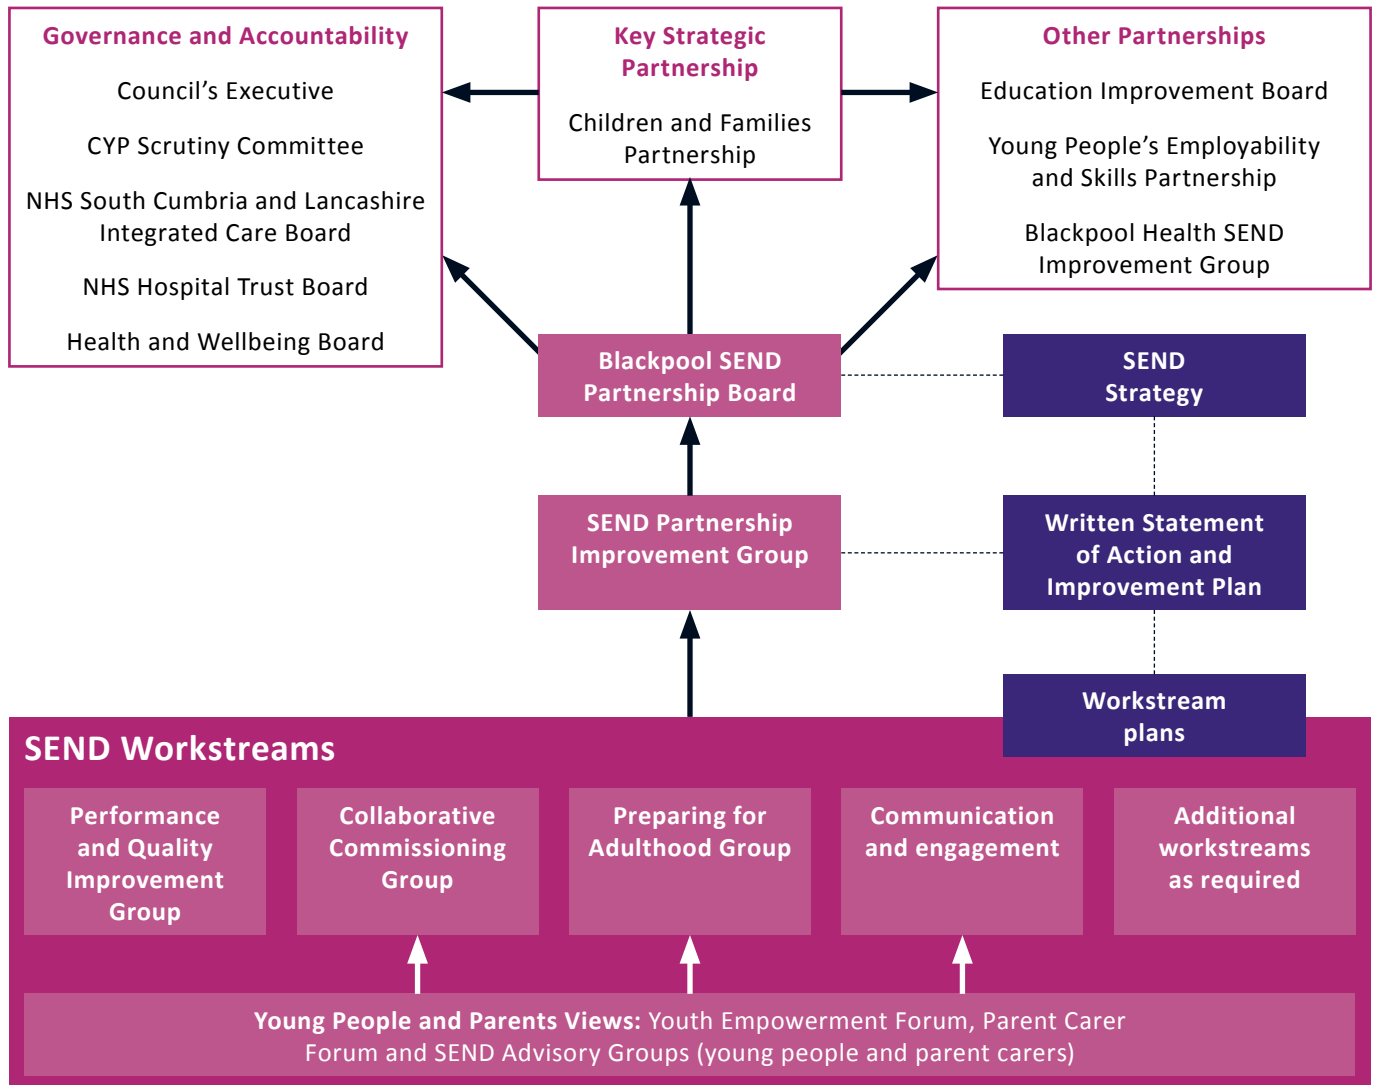 Governance and Accountability
Council’s Executive
CYP Scrutiny Committee
NHS South Cumbria and Lancashire
Integrated Care Board
NHS Hospital Trust Board
Health and Wellbeing Board
Key Strategic
Partnership
Children and Families
Partnership
Other Partnerships
Education Improvement Board
Young People’s Employability
and Skills Partnership
Blackpool Health SEND
Improvement Group
Blackpool SEND
Partnership Board
SEND
Strategy
SEND Partnership
Improvement Group
Written Statement
of Action and
Improvement Plan
Workstream
plans
SEND Workstreams
Performance
and Quality
Improvement
Group
Collaborative
Commissioning
Group
Preparing for
Adulthood Group
Communication
and engagement
Additional
workstreams
as required
Young People and Parents Views: Youth Empowerment Forum, Parent Carer
Forum and SEND Advisory Groups (young people and parent carers)